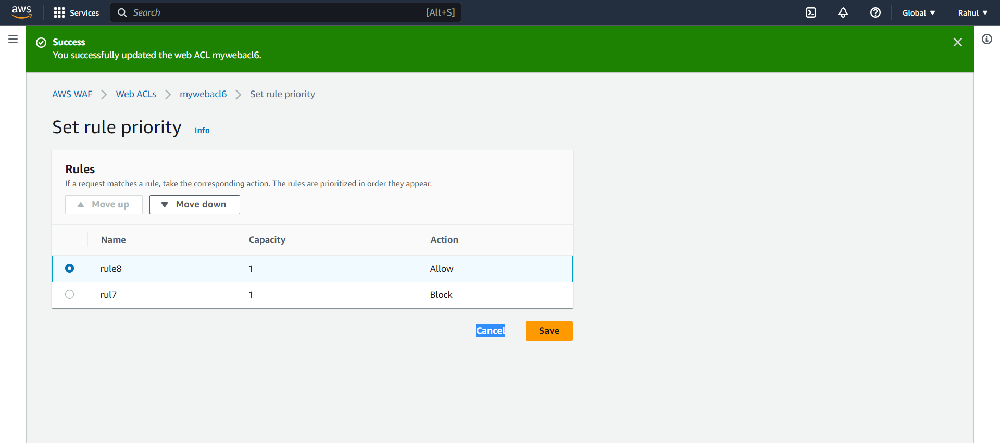 aws Services Search [Alt+S] Global Rahul
Success
You successfully updated the web ACL mywebacl6.
AWS WAF Web ACLs mywebacl6 Set rule priority
Set rule priority Info
Rules
If a request matches a rule, take the corresponding action. The rules are prioritized in order they appear.
Move up Move down
Name Capacity Action
rule8 1 Allow
rul7 1 Block
Cancel Save